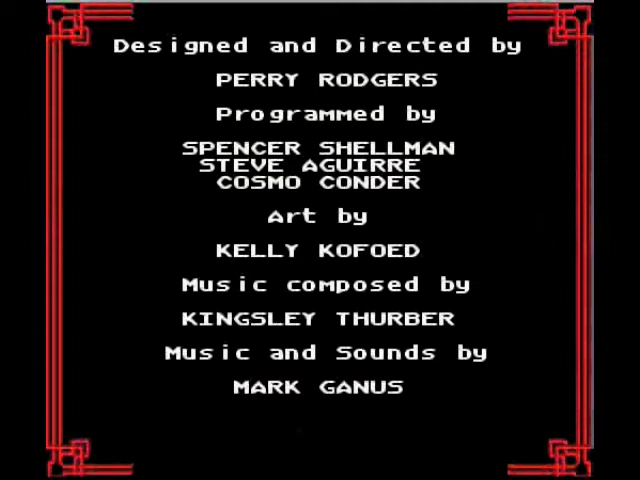 Designed and Directed by
PERRY RODGERS
Programmed by
SPENCER SHELLMAN
STEVE AGUIRRE
COSMO CONDER
Art by
KELLY KOFOED
Music composed by
KINGSLEY THURBER
Music and Sounds by
MARK GANUS